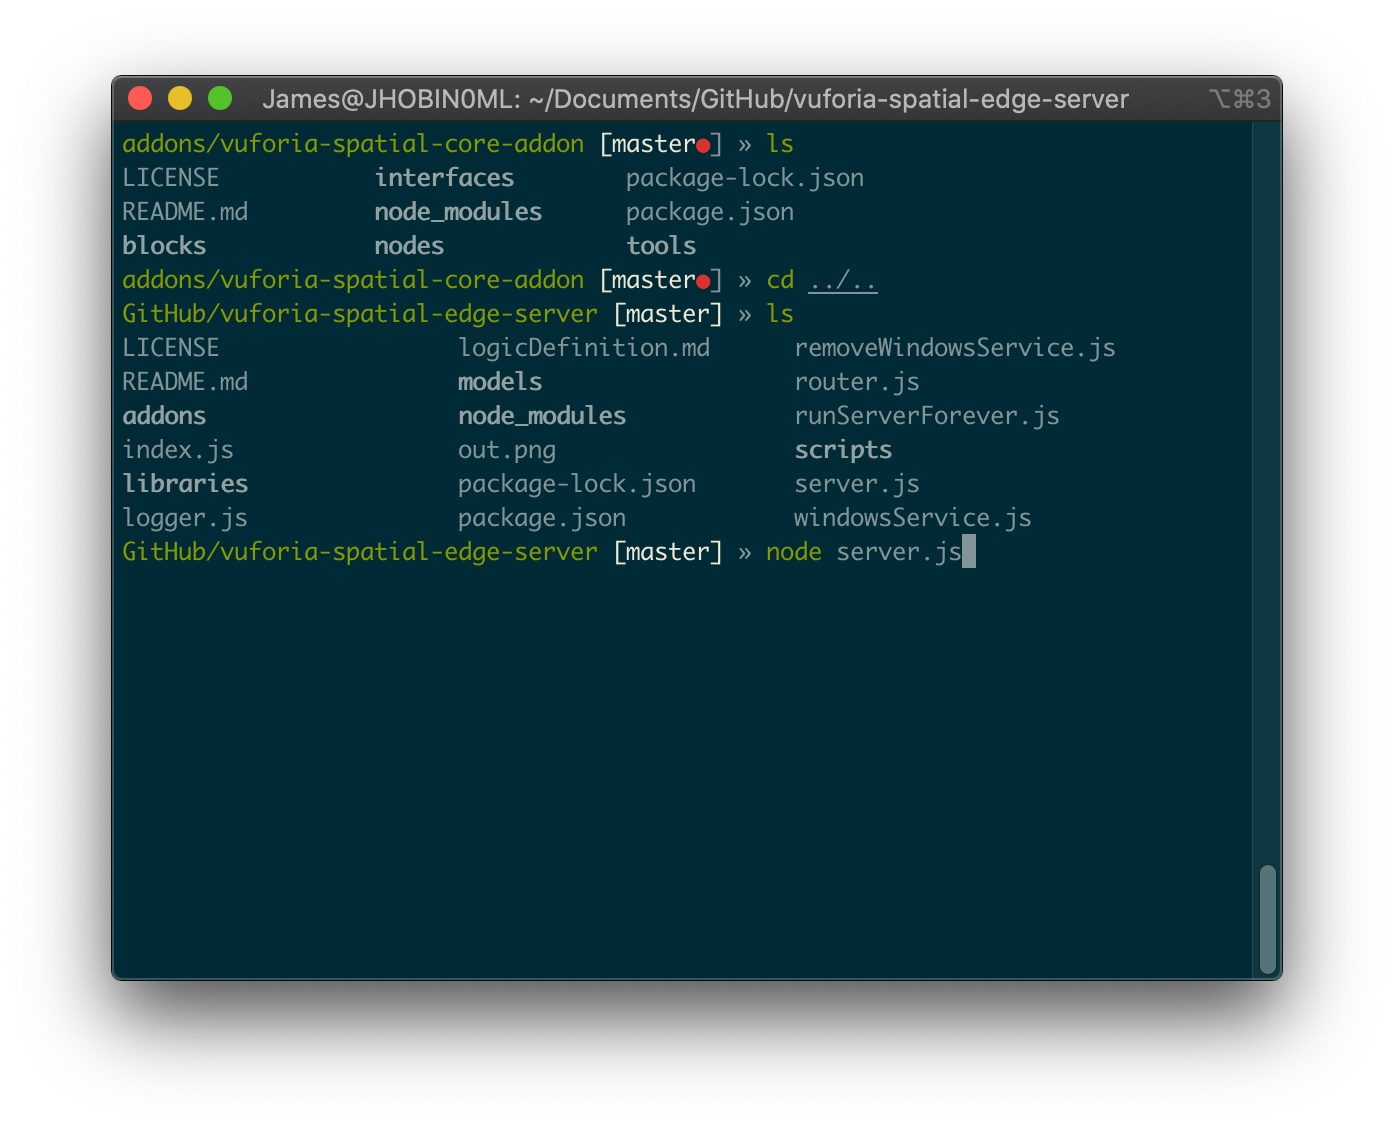 James@JHOBIN0ML: ~/Documents/GitHub/vuforia-spatial-edge-server ⌥⌘3
addons/vuforia-spatial-core-addon [master●] » ls
LICENSE interfaces package-lock.json
README.md node_modules package.json
blocks nodes tools
addons/vuforia-spatial-core-addon [master●] » cd ../..
GitHub/vuforia-spatial-edge-server [master] » ls
LICENSE logicDefinition.md removeWindowsService.js
README.md models router.js
addons node_modules runServerForever.js
index.js out.png scripts
libraries package-lock.json server.js
logger.js package.json windowsService.js
GitHub/vuforia-spatial-edge-server [master] » node server.js